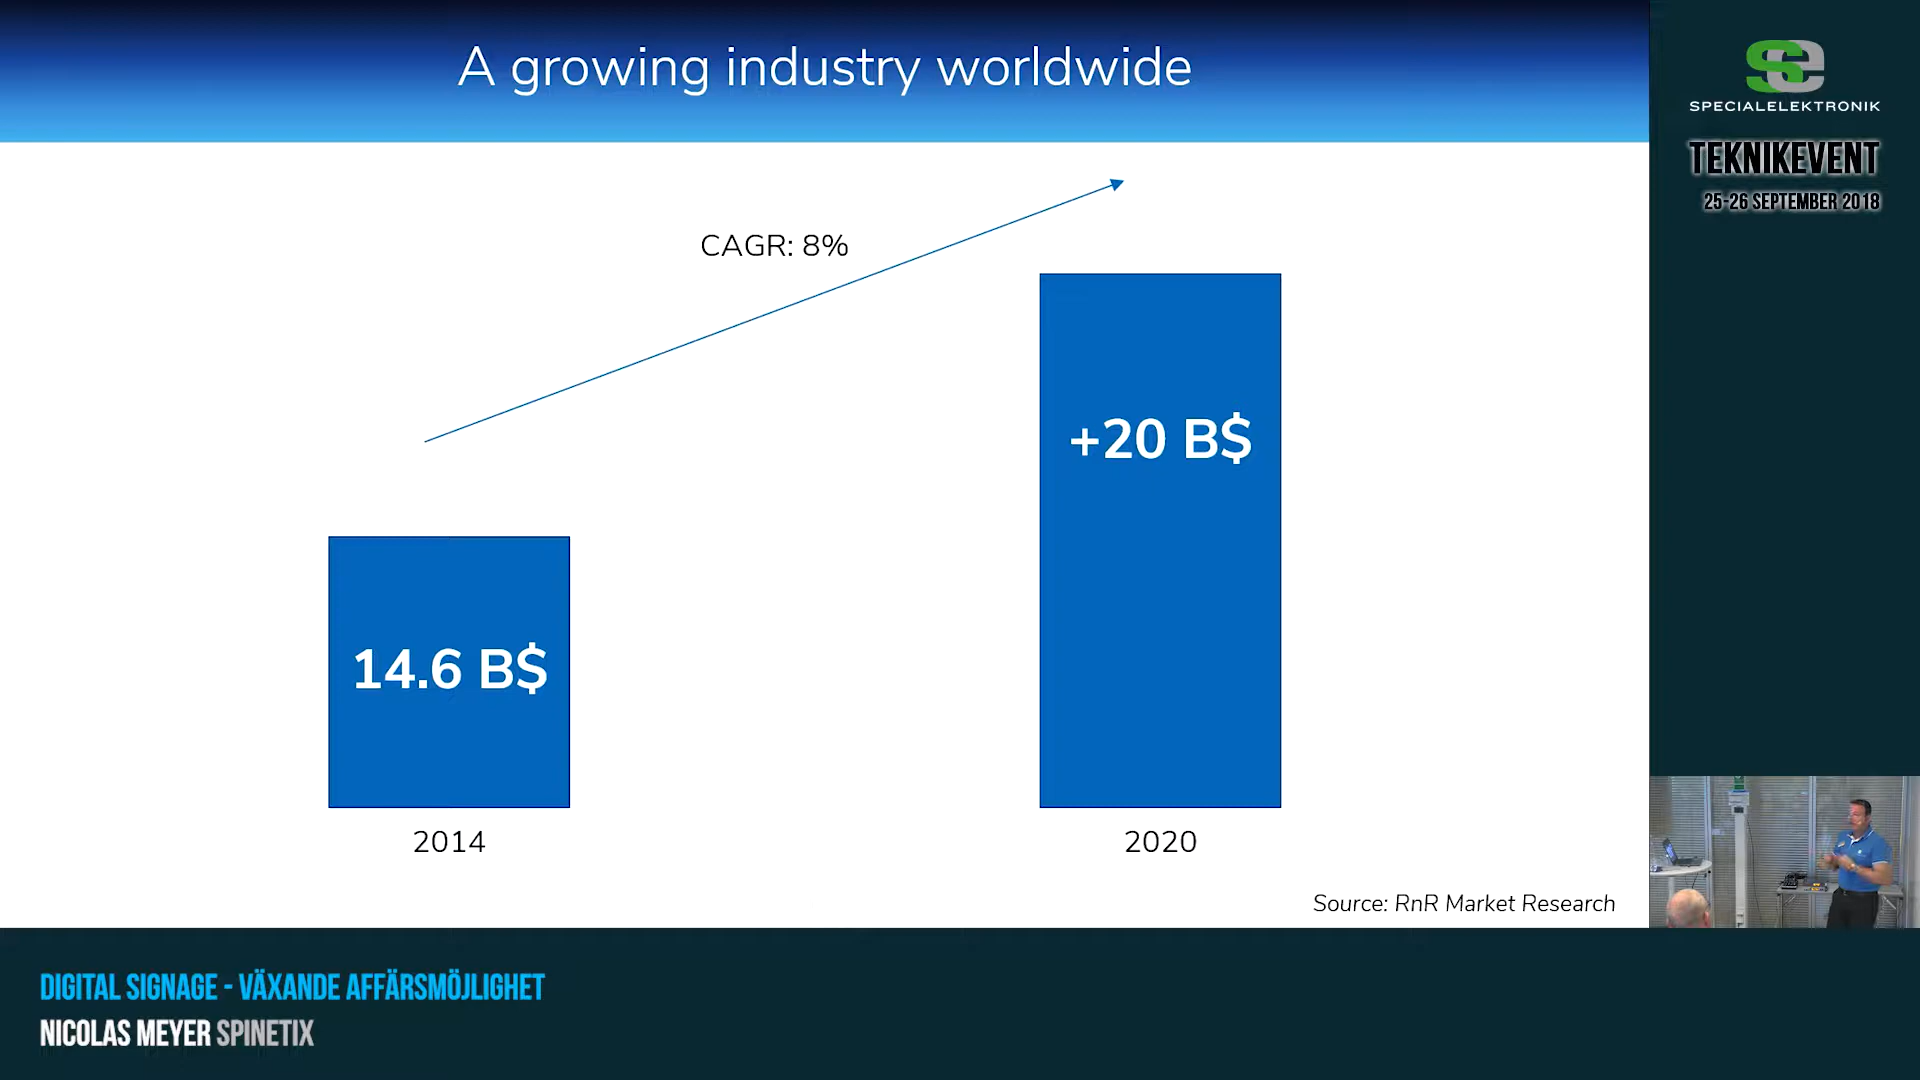 A growing industry worldwide
CAGR: 8%
14.6 B$
+20 B$
2014
2020
Source: RnR Market Research
SPECIALELEKTRONIK
TEKNIKEVENT
25-26 SEPTEMBER 2018
DIGITAL SIGNAGE - VÄXANDE AFFÄRSMÖJLIGHET
NICOLAS MEYER SPINETIX